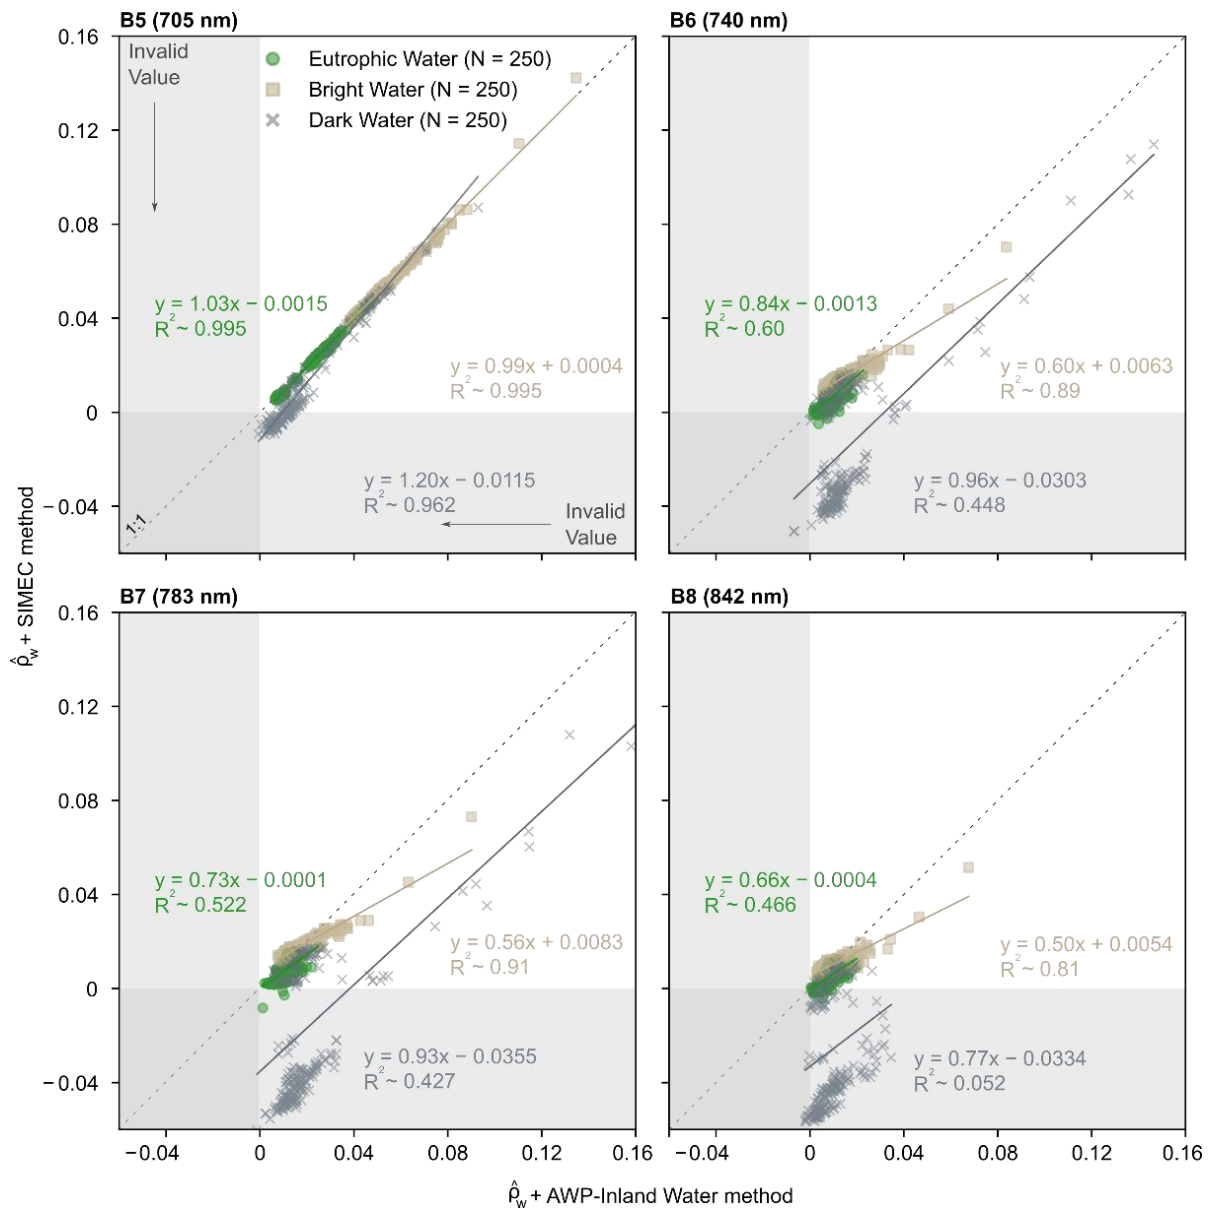 B5 (705 nm)
B6 (740 nm)
Invalid
Value
Eutrophic Water (N = 250)
Bright Water (N = 250)
Dark Water (N = 250)
0.16
0.12
0.08
0.04
0
−0.04
y = 1.03x − 0.0015
R² ~ 0.995
y = 0.99x + 0.0004
R² ~ 0.995
y = 1.20x − 0.0115
R² ~ 0.962
Invalid
Value
1:1
y = 0.84x − 0.0013
R² ~ 0.60
y = 0.60x + 0.0063
R² ~ 0.89
y = 0.96x − 0.0303
R² ~ 0.448
B7 (783 nm)
B8 (842 nm)
0.16
0.12
0.08
0.04
0
−0.04
y = 0.73x − 0.0001
R² ~ 0.522
y = 0.56x + 0.0083
R² ~ 0.91
y = 0.93x − 0.0355
R² ~ 0.427
y = 0.66x − 0.0004
R² ~ 0.466
y = 0.50x + 0.0054
R² ~ 0.81
y = 0.77x − 0.0334
R² ~ 0.052
−0.04 0 0.04 0.08 0.12 0.16
−0.04 0 0.04 0.08 0.12 0.16
ρ̂w + SIMEC method
ρ̂w + AWP-Inland Water method